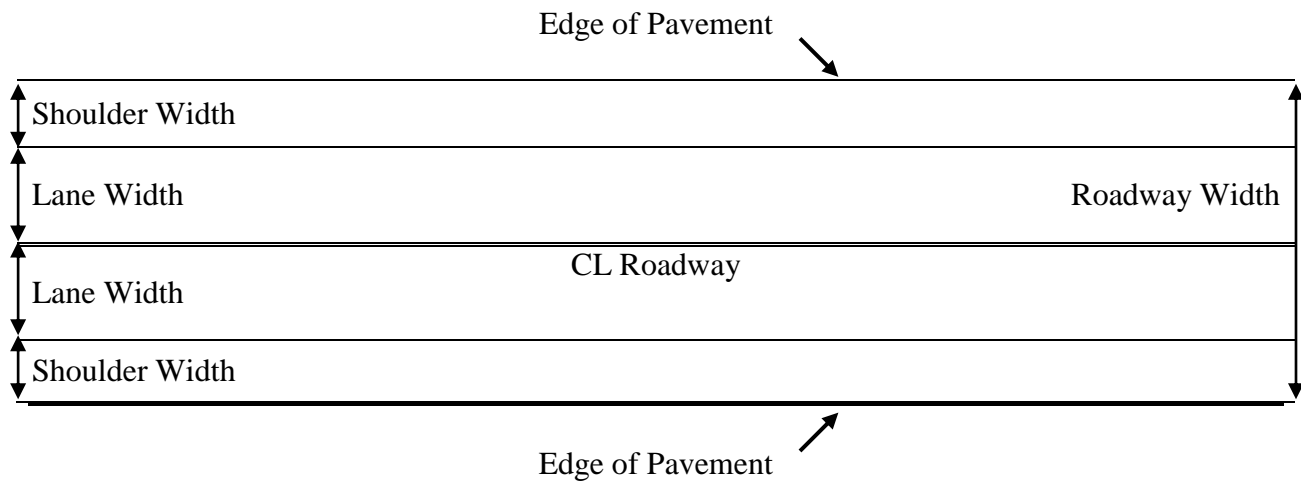 Edge of Pavement
Shoulder Width
Lane Width
Roadway Width
CL Roadway
Lane Width
Shoulder Width
Edge of Pavement